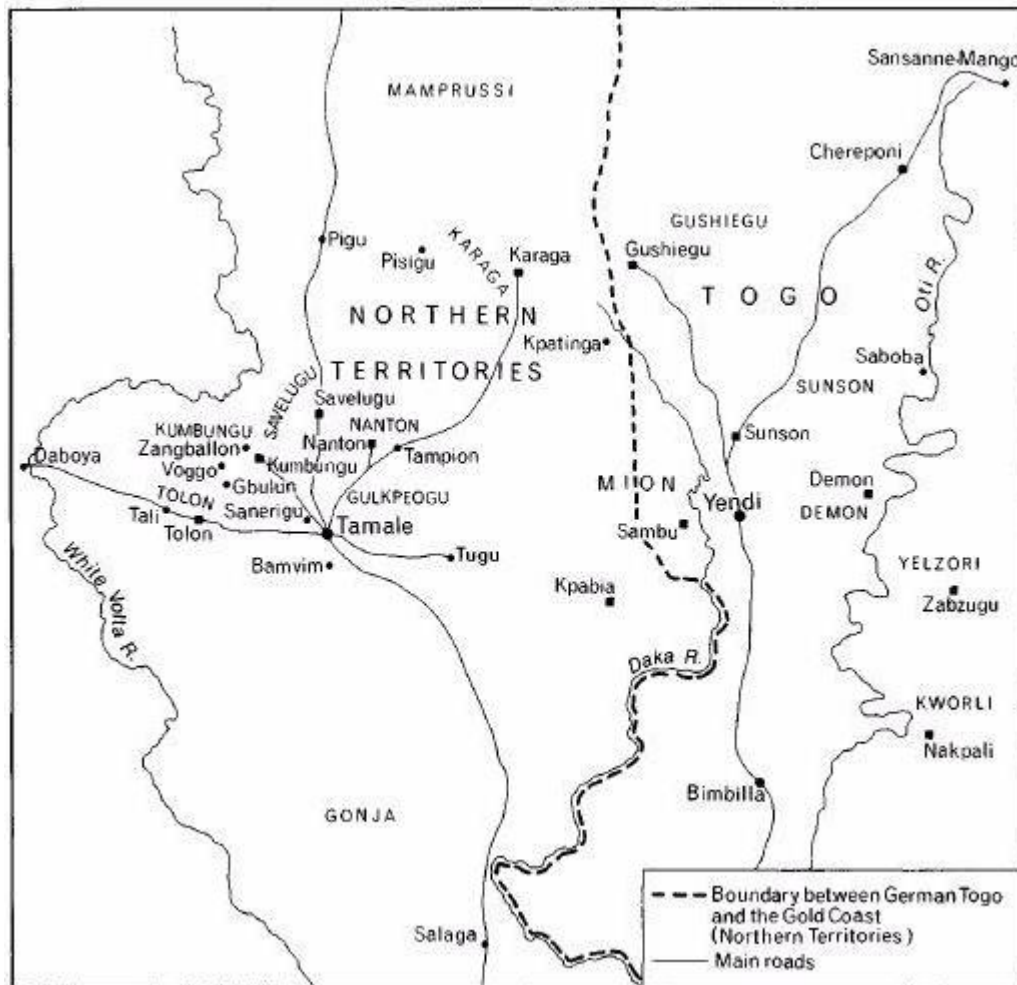 Sansanne-Mango
MAMPRUSSI
Chereponi
GUSHIEGU
Pigu
Pisigu
KARAGA
Karaga
Gushiegu
Oti R.
TOGO
NORTHERN
Kpatinga
TERRITORIES
Saboba
SUNSON
SAVELUGU
Savelugu
KUMBUNGU
NANTON
Zangballon
Nanton
Tampion
Sunson
Daboya
Voggo
Kumbungu
Gbulun
GULKPEOGU
MION
Demon
TOLON
Sanerigu
Yendi
DEMON
Tali
Tolon
Tamale
Sambu
Tugu
Bamvim
YELZORI
Kpabia
Zabzugu
White Volta R.
Daka R.
KWORLI
Nakpali
Bimbilla
GONJA
Salaga
Boundary between German Togo
and the Gold Coast
(Northern Territories)
Main roads